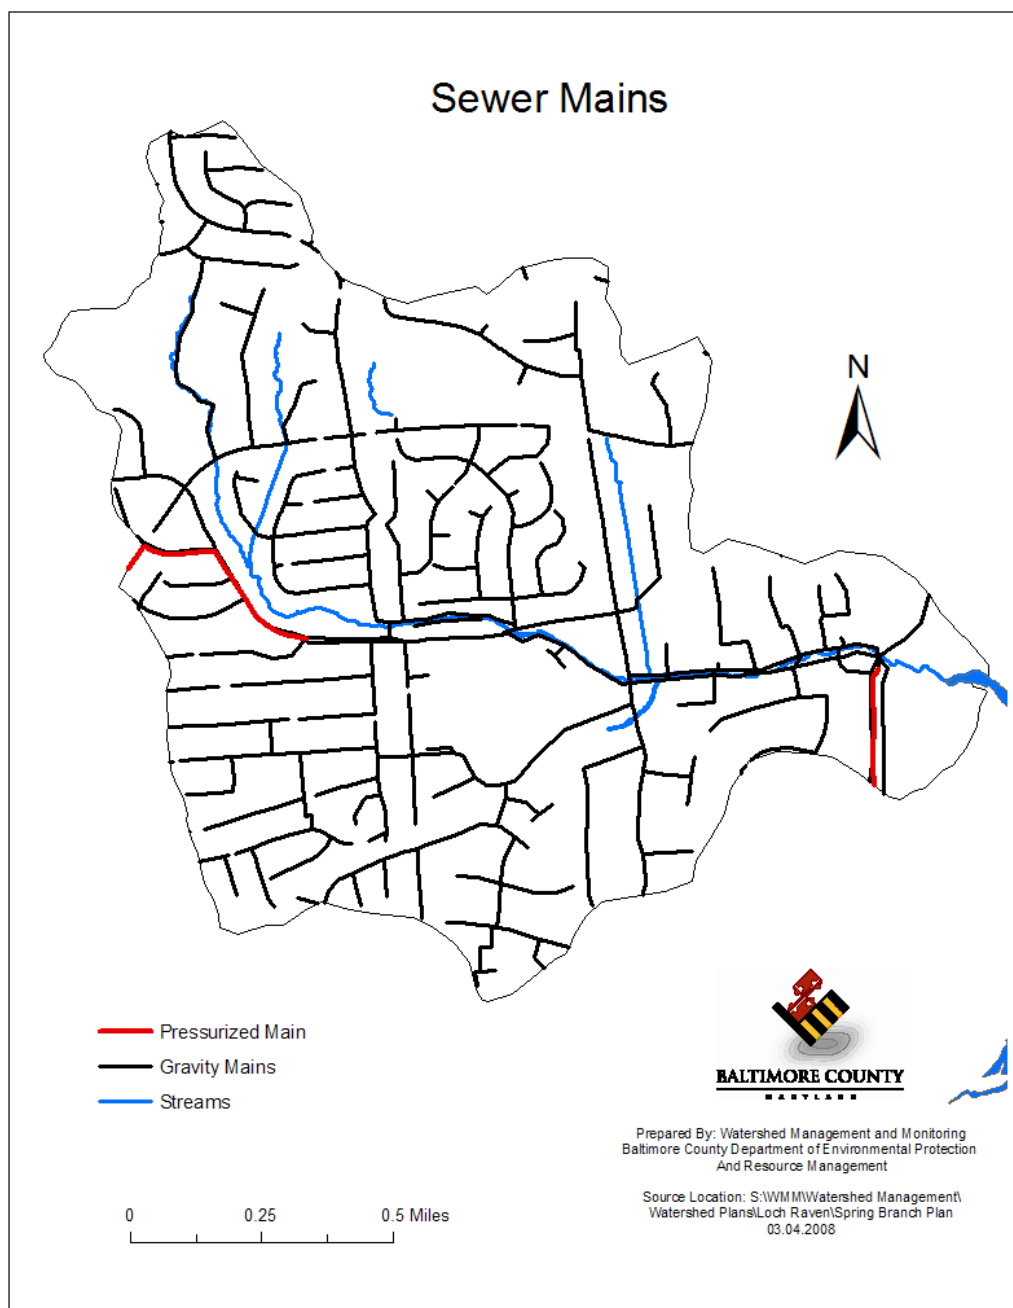 Sewer Mains
N
Pressurized Main
Gravity Mains
Streams
BALTIMORE COUNTY
MARYLAND
Prepared By: Watershed Management and Monitoring
Baltimore County Department of Environmental Protection
And Resource Management
Source Location: S:\WMM\Watershed Management\
Watershed Plans\Loch Raven\Spring Branch Plan
03.04.2008
0 0.25 0.5 Miles